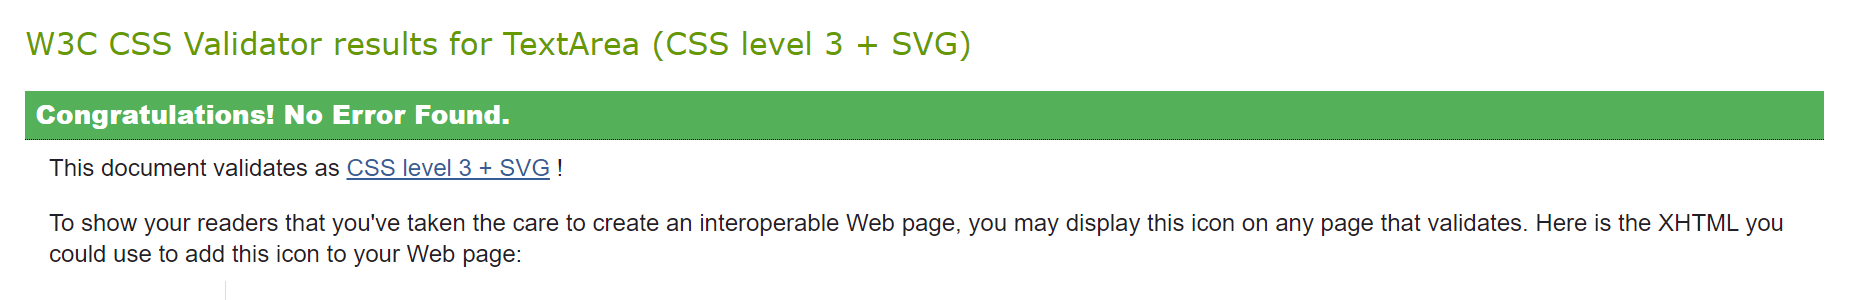 W3C CSS Validator results for TextArea (CSS level 3 + SVG)
Congratulations! No Error Found.
This document validates as CSS level 3 + SVG !
To show your readers that you've taken the care to create an interoperable Web page, you may display this icon on any page that validates. Here is the XHTML you
could use to add this icon to your Web page: